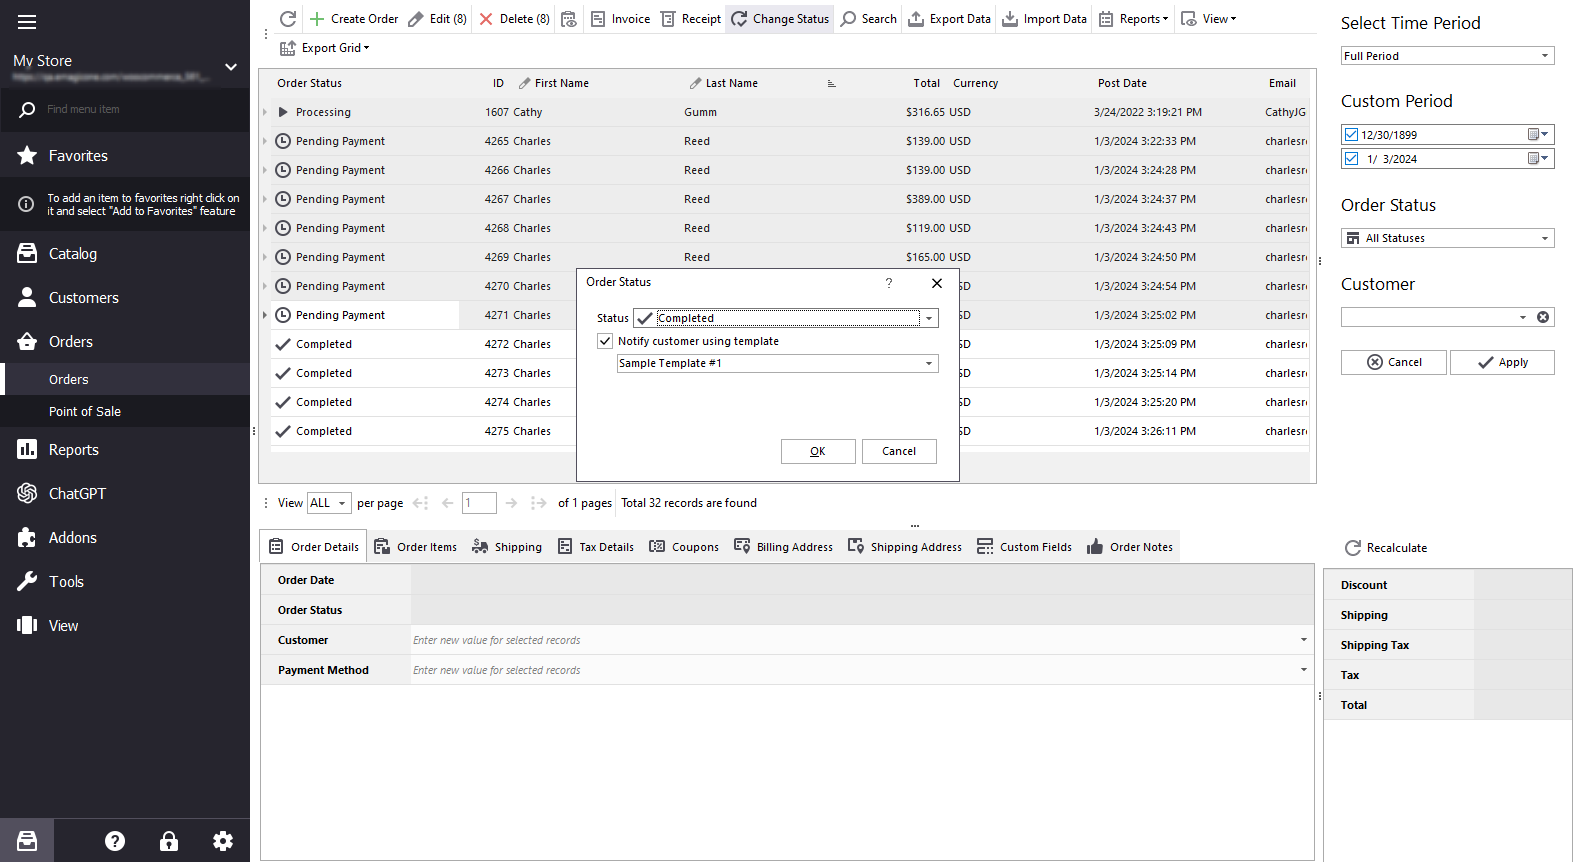 My Store
Find menu item
Favorites
To add an item to favorites right click on
it and select "Add to Favorites" feature
Catalog
Customers
Orders
Orders
Point of Sale
Reports
ChatGPT
Addons
Tools
View
Create Order Edit (8) Delete (8) Invoice Receipt Change Status Search Export Data Import Data Reports View
Export Grid
Order Status ID First Name Last Name Total Currency Post Date Email
Processing 1607 Cathy Gumm $316.65 USD 3/24/2022 3:19:21 PM CathyJG
Pending Payment 4265 Charles Reed $139.00 USD 1/3/2024 3:22:33 PM charlesr
Pending Payment 4266 Charles Reed $139.00 USD 1/3/2024 3:24:28 PM charlesr
Pending Payment 4267 Charles Reed $389.00 USD 1/3/2024 3:24:37 PM charlesr
Pending Payment 4268 Charles Reed $119.00 USD 1/3/2024 3:24:43 PM charlesr
Pending Payment 4269 Charles Reed $165.00 USD 1/3/2024 3:24:50 PM charlesr
Pending Payment 4270 Charles 1/3/2024 3:24:54 PM charlesr
Pending Payment 4271 Charles 1/3/2024 3:25:02 PM charlesr
Completed 4272 Charles SD 1/3/2024 3:25:09 PM charlesr
Completed 4273 Charles SD 1/3/2024 3:25:14 PM charlesr
Completed 4274 Charles SD 1/3/2024 3:25:20 PM charlesr
Completed 4275 Charles SD 1/3/2024 3:26:11 PM charlesr
Order Status ?
Status Completed
Notify customer using template
Sample Template #1
OK Cancel
View ALL per page 1 of 1 pages Total 32 records are found
Order Details Order Items Shipping Tax Details Coupons Billing Address Shipping Address Custom Fields Order Notes
Order Date
Order Status
Customer Enter new value for selected records
Payment Method Enter new value for selected records
Select Time Period
Full Period
Custom Period
12/30/1899
1/ 3/2024
Order Status
All Statuses
Customer
Cancel Apply
Recalculate
Discount
Shipping
Shipping Tax
Tax
Total